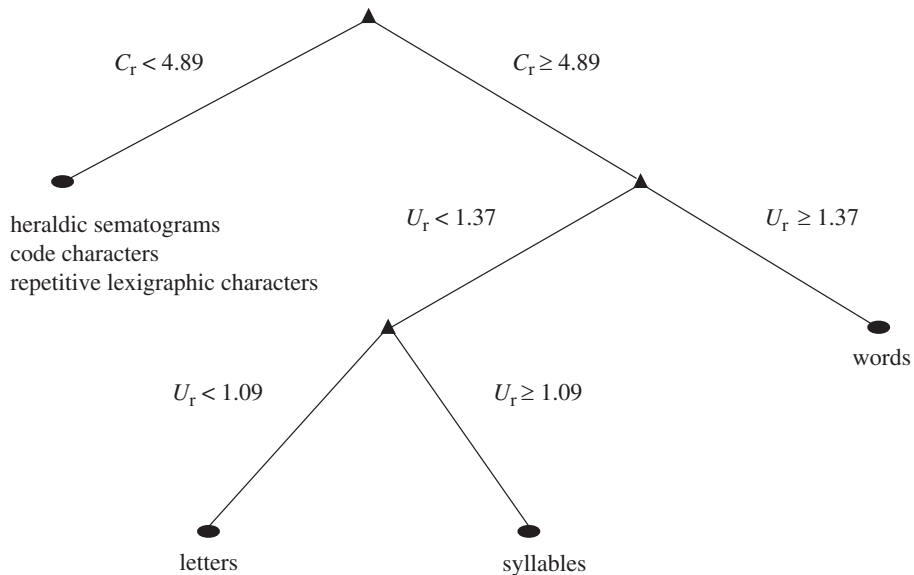 C_r < 4.89
C_r ≥ 4.89
heraldic sematograms
code characters
repetitive lexigraphic characters
U_r < 1.37
U_r ≥ 1.37
words
U_r < 1.09
U_r ≥ 1.09
letters
syllables